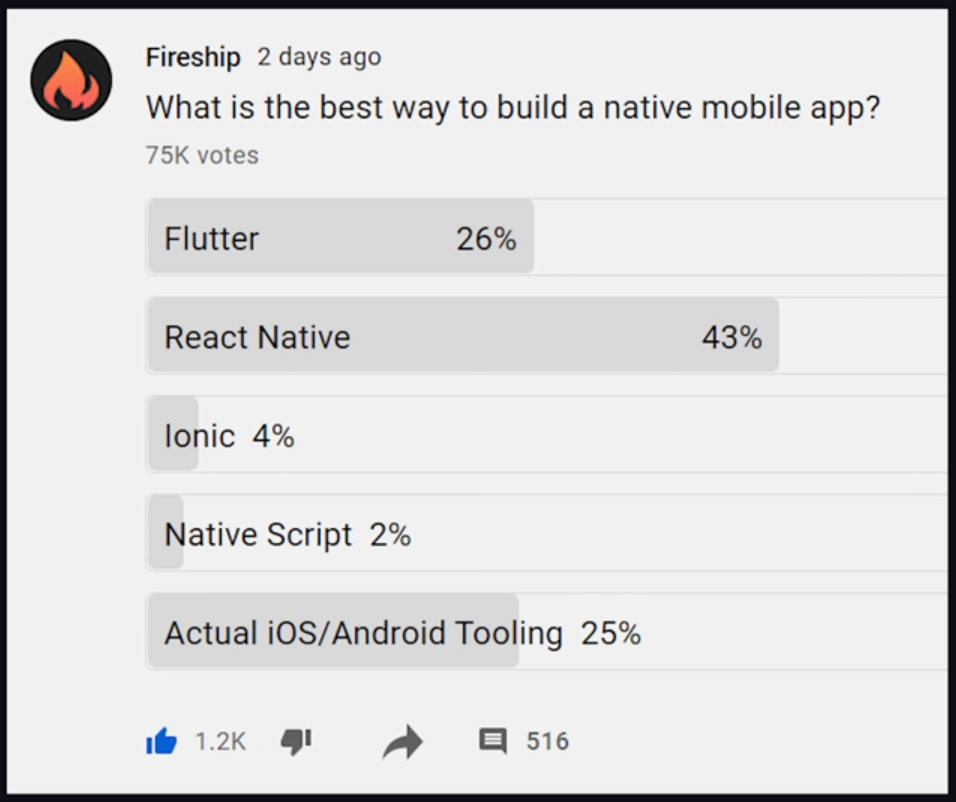 Fireship 2 days ago
What is the best way to build a native mobile app?
75K votes
Flutter 26%
React Native 43%
Ionic 4%
Native Script 2%
Actual iOS/Android Tooling 25%
1.2K 516